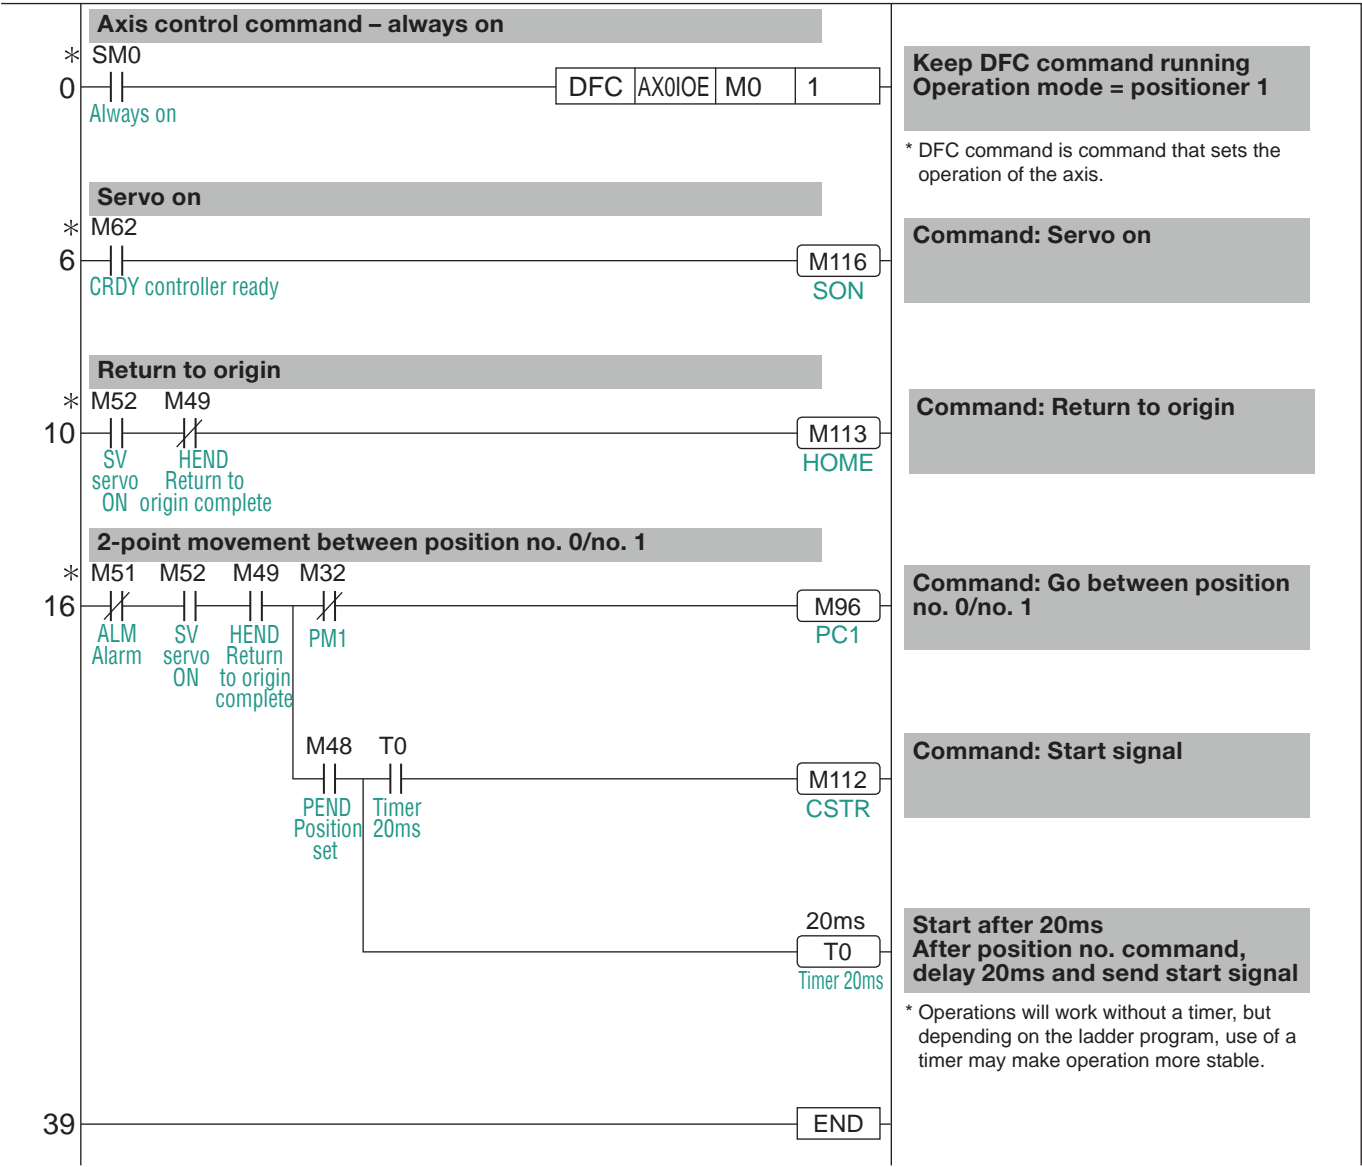 Axis control command – always on
* SM0
0
DFC AX0IOE M0 1
Always on
Keep DFC command running
Operation mode = positioner 1
* DFC command is command that sets the
operation of the axis.
Servo on
* M62
6
M116
CRDY controller ready
SON
Command: Servo on
Return to origin
* M52 M49
10
M113
SV
servo
ON
HEND
Return to
origin complete
HOME
Command: Return to origin
2-point movement between position no. 0/no. 1
* M51 M52 M49 M32
16
M96
ALM
Alarm
SV
servo
ON
HEND
Return
to origin
complete
PM1
PC1
Command: Go between position
no. 0/no. 1
M48 T0
M112
PEND
Position
set
Timer
20ms
CSTR
Command: Start signal
20ms
T0
Timer 20ms
Start after 20ms
After position no. command,
delay 20ms and send start signal
* Operations will work without a timer, but
depending on the ladder program, use of a
timer may make operation more stable.
39
END